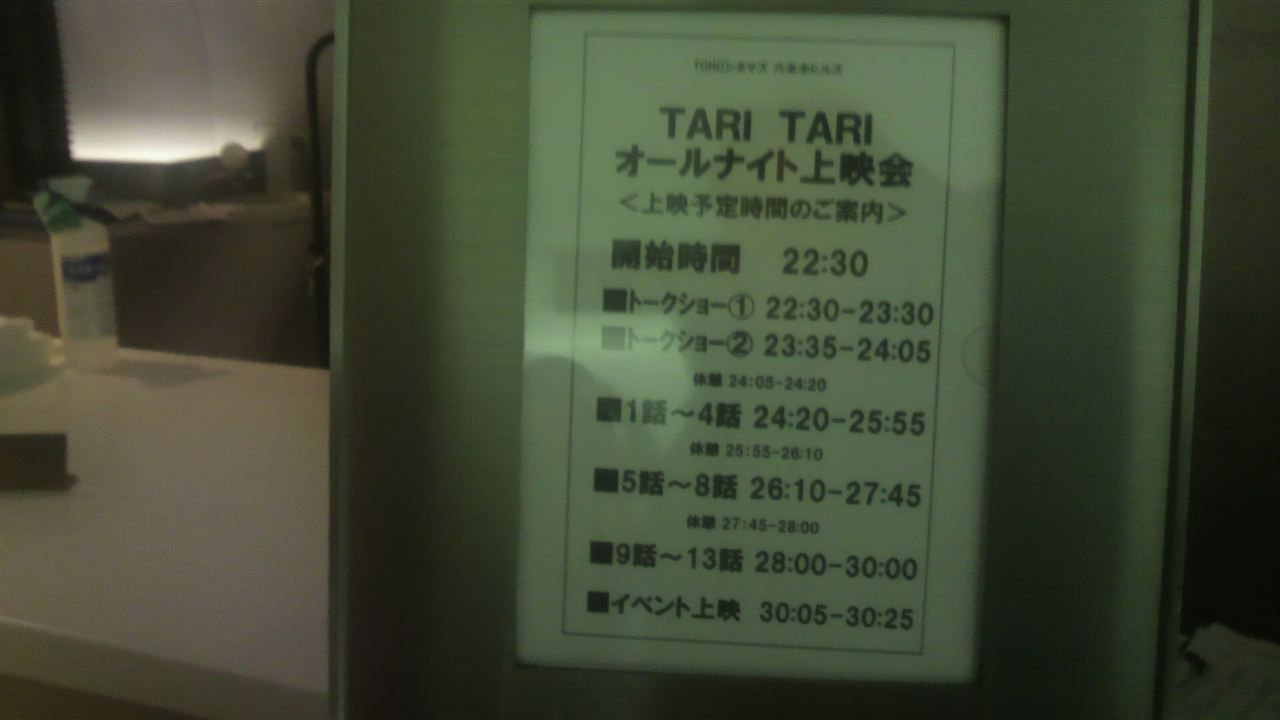 TOHOシネマズ 六本木ヒルズ
TARI TARI
オールナイト上映会
＜上映予定時間のご案内＞
開始時間 22:30
■トークショー① 22:30-23:30
■トークショー② 23:35-24:05
休憩 24:05-24:20
■1話～4話 24:20-25:55
休憩 25:55-26:10
■5話～8話 26:10-27:45
休憩 27:45-28:00
■9話～13話 28:00-30:00
■イベント上映 30:05-30:25